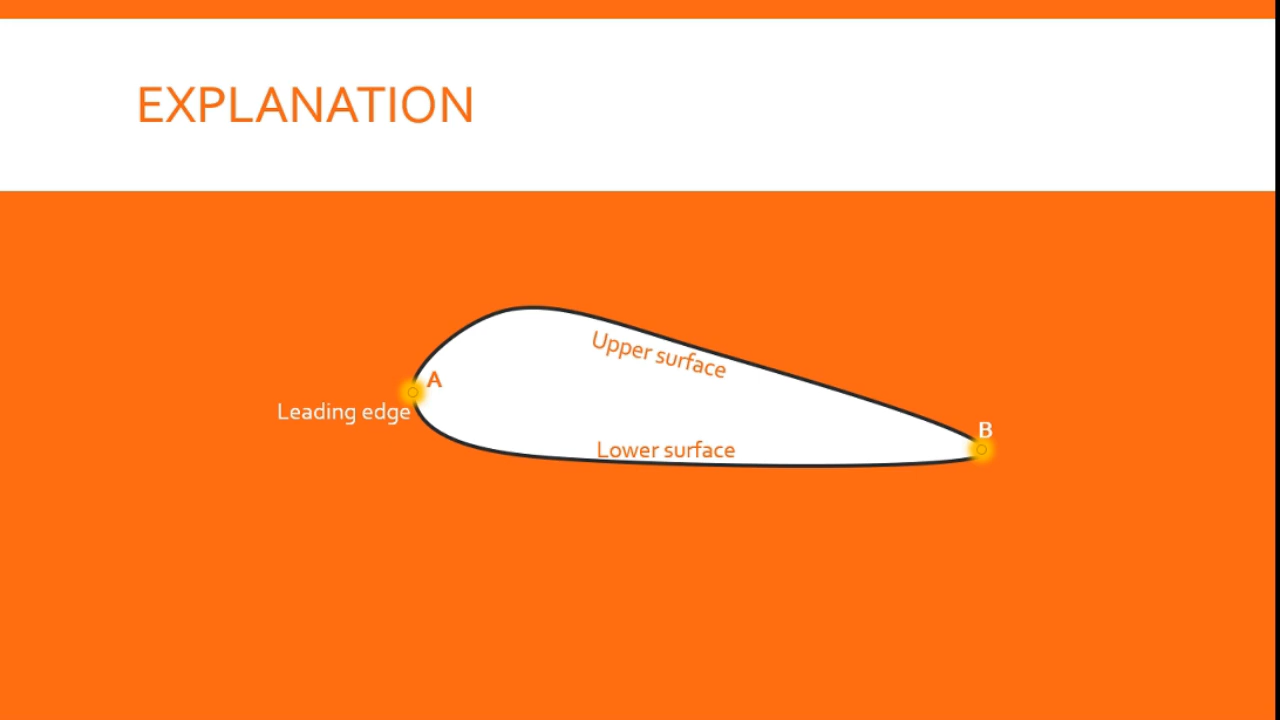 EXPLANATION
Upper surface
A
Leading edge
B
Lower surface